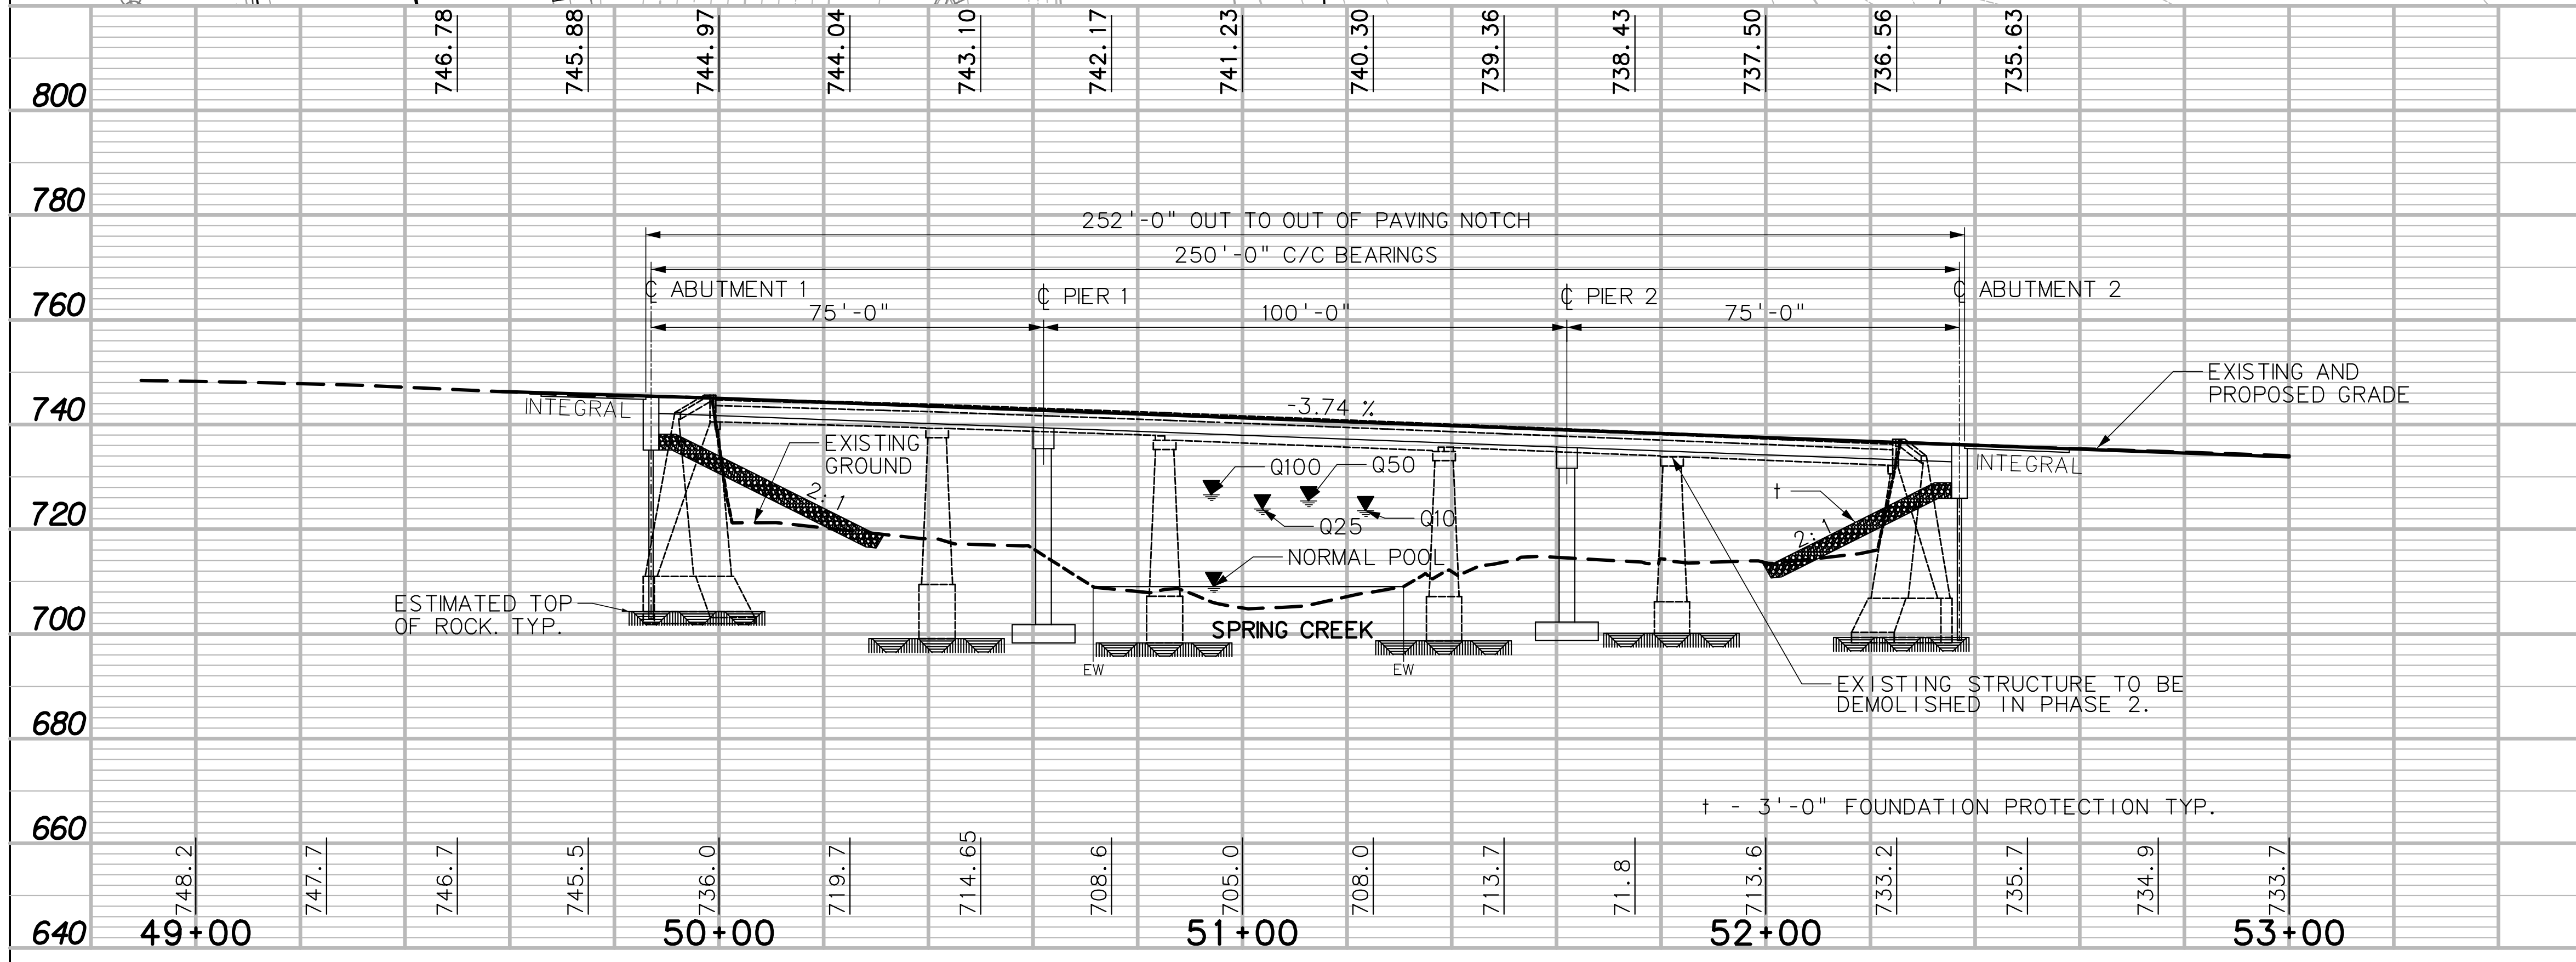 746.78 745.88 744.97 744.04 743.10 742.17 741.23 740.30 739.36 738.43 737.50 736.56 735.63
800
780
252'-0" OUT TO OUT OF PAVING NOTCH
250'-0" C/C BEARINGS
760
℄ ABUTMENT 1
℄ PIER 1
℄ PIER 2
℄ ABUTMENT 2
75'-0" 100'-0" 75'-0"
EXISTING AND
PROPOSED GRADE
740
INTEGRAL
-3.74 %
EXISTING
GROUND
Q100
Q50
INTEGRAL
2:1
†
720
Q25
Q10
2:1
NORMAL POOL
ESTIMATED TOP
OF ROCK. TYP.
700
SPRING CREEK
EW
EW
EXISTING STRUCTURE TO BE
DEMOLISHED IN PHASE 2.
680
† - 3'-0" FOUNDATION PROTECTION TYP.
660
748.2 747.7 746.7 745.5 736.0 719.7 714.65 708.6 705.0 708.0 713.7 71.8 713.6 733.2 735.7 734.9 733.7
640
49+00 50+00 51+00 52+00 53+00